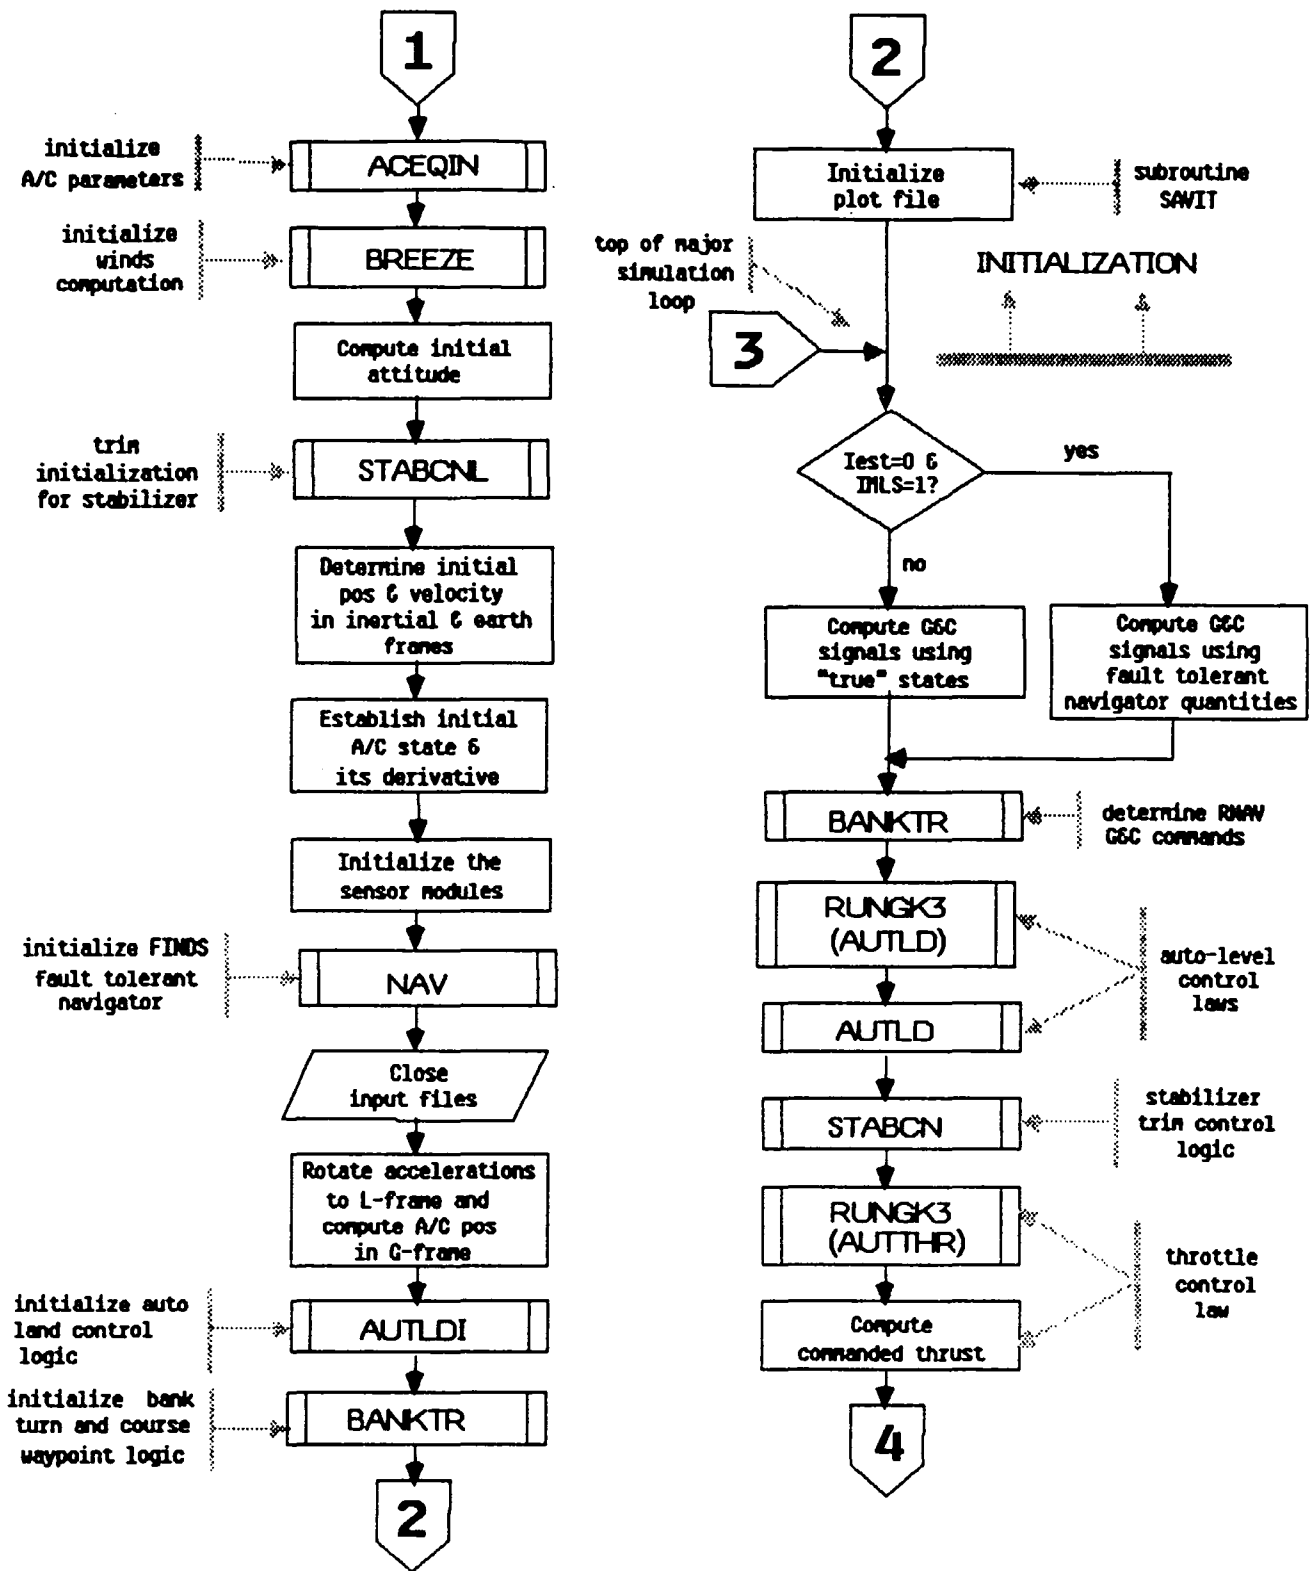 1
initialize
A/C parameters
ACEQIN
initialize
winds
computation
BREEZE
Compute initial
attitude
trim
initialization
for stabilizer
STABCNL
Determine initial
pos & velocity
in inertial & earth
frames
Establish initial
A/C state &
its derivative
Initialize the
sensor modules
initialize FINDS
fault tolerant
navigator
NAV
Close
input files
Rotate accelerations
to L-frame and
compute A/C pos
in G-frame
initialize auto
land control
logic
AUTLDI
initialize bank
turn and course
waypoint logic
BANKTR
2
2
Initialize
plot file
subroutine
SAVIT
top of major
simulation
loop
INITIALIZATION
3
Iest=0 &
IMLS=1?
yes
no
Compute G&C
signals using
"true" states
Compute G&C
signals using
fault tolerant
navigator quantities
BANKTR
determine RNAV
G&C commands
RUNGK3
(AUTLD)
auto-level
control
laws
AUTLD
STABCN
stabilizer
trim control
logic
RUNGK3
(AUTTHR)
throttle
control
law
Compute
commanded thrust
4